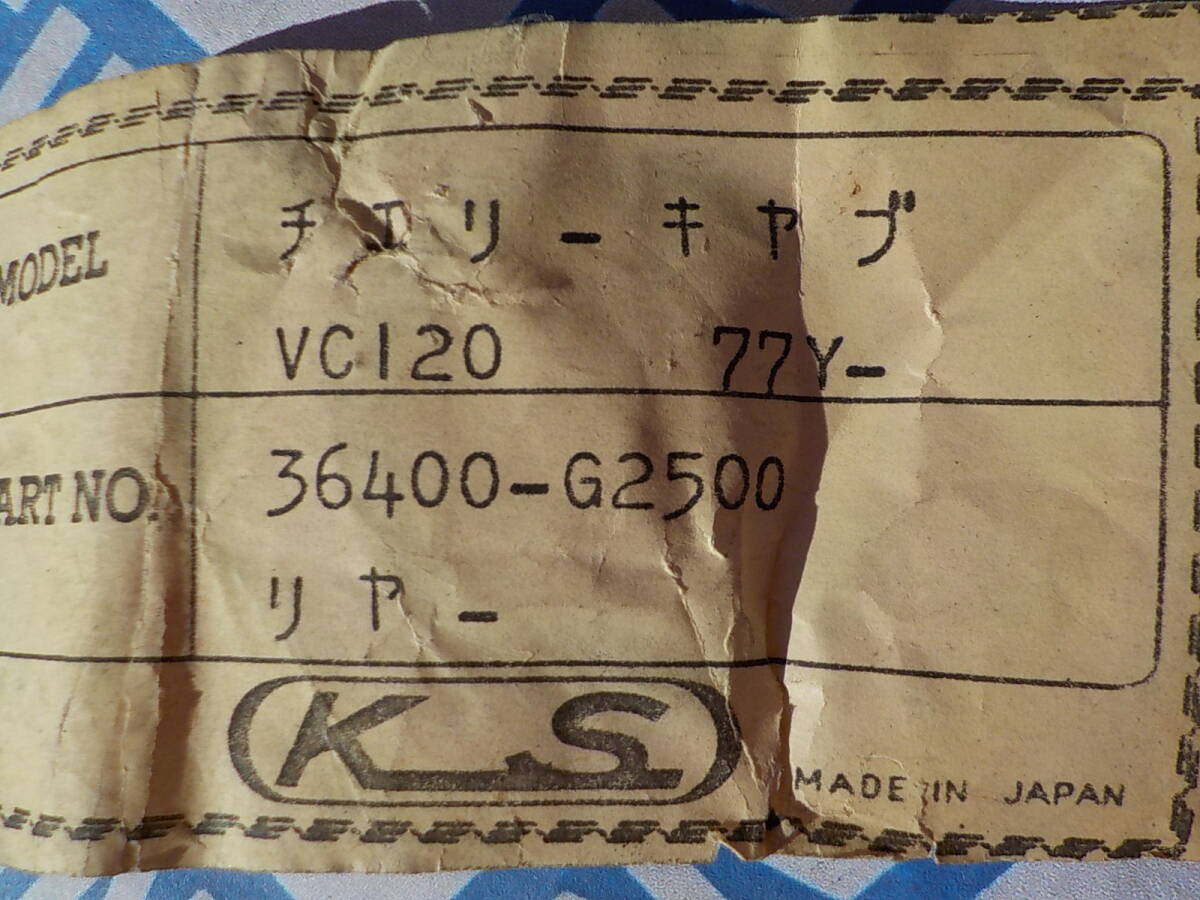 MODEL
チエリーキヤブ
VC120 77Y-
ART NO.
36400-G2500
リヤー
KS
MADE IN JAPAN